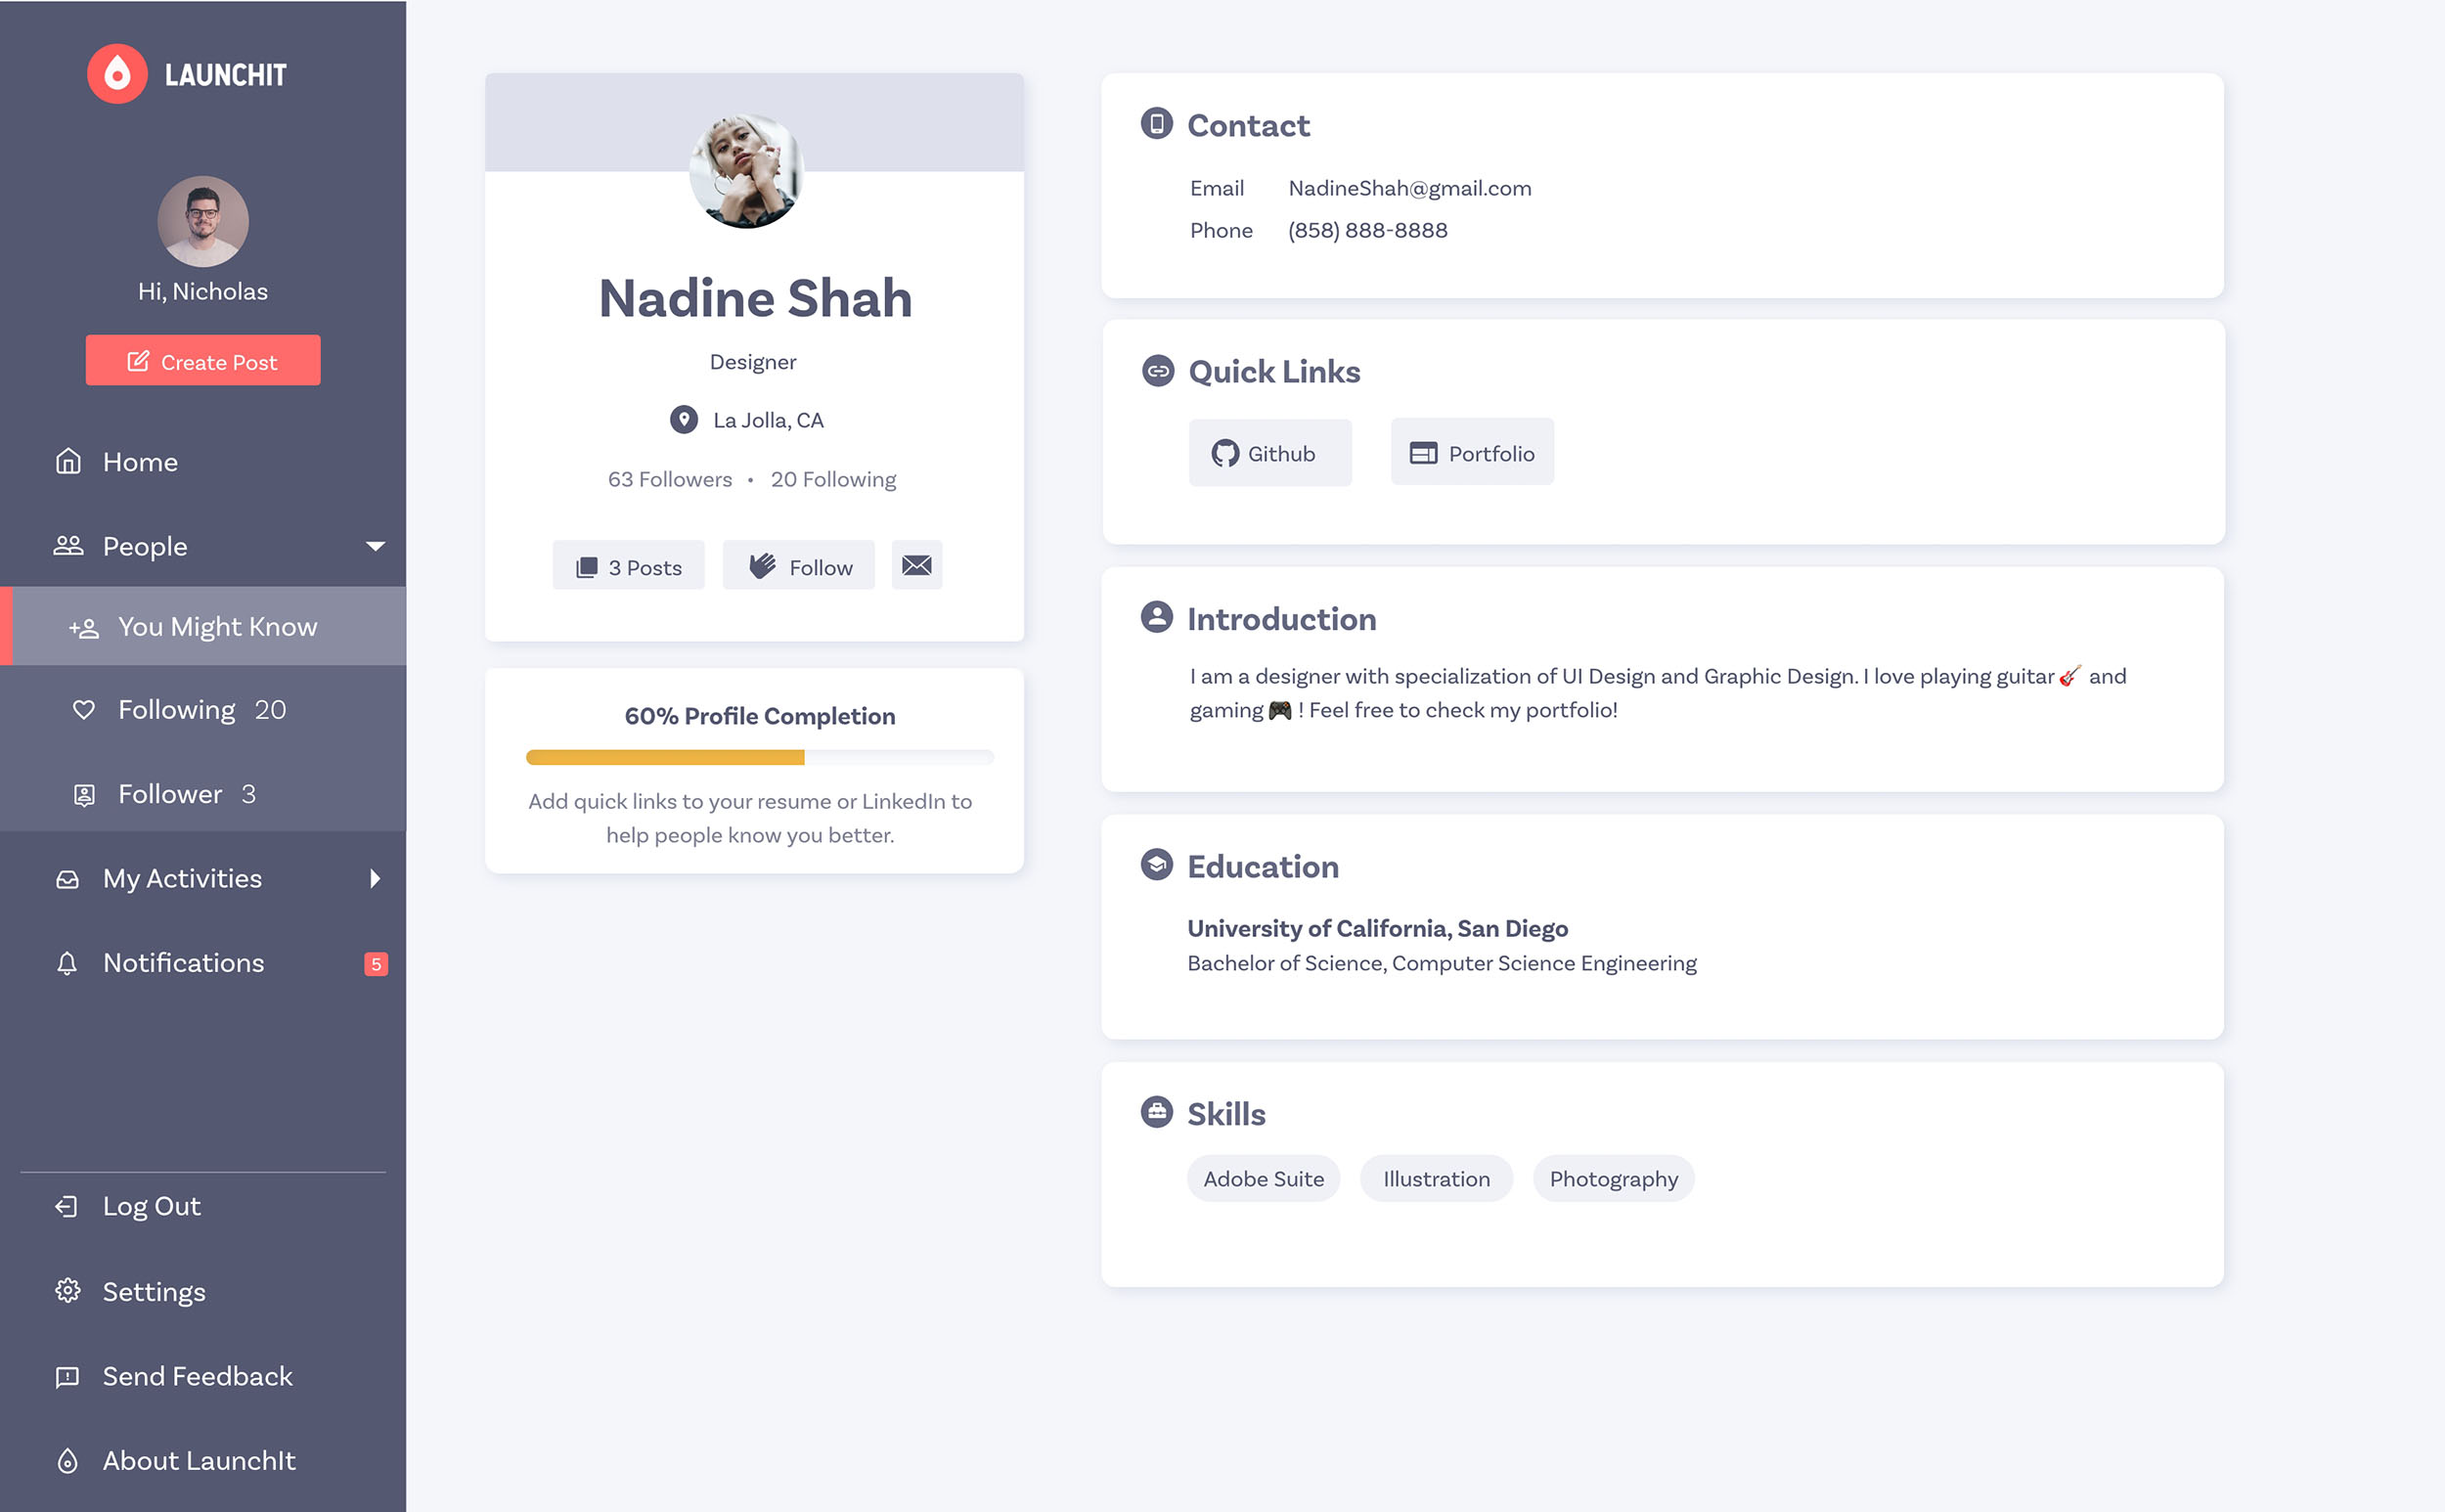 LAUNCHIT
Hi, Nicholas
Create Post
Home
People
You Might Know
Following 20
Follower 3
My Activities
Notifications 5
Log Out
Settings
Send Feedback
About LaunchIt
Nadine Shah
Designer
La Jolla, CA
63 Followers • 20 Following
3 Posts Follow
60% Profile Completion
Add quick links to your resume or LinkedIn to
help people know you better.
Contact
Email NadineShah@gmail.com
Phone (858) 888-8888
Quick Links
Github Portfolio
Introduction
I am a designer with specialization of UI Design and Graphic Design. I love playing guitar 🎸 and
gaming 🎮 ! Feel free to check my portfolio!
Education
University of California, San Diego
Bachelor of Science, Computer Science Engineering
Skills
Adobe Suite Illustration Photography